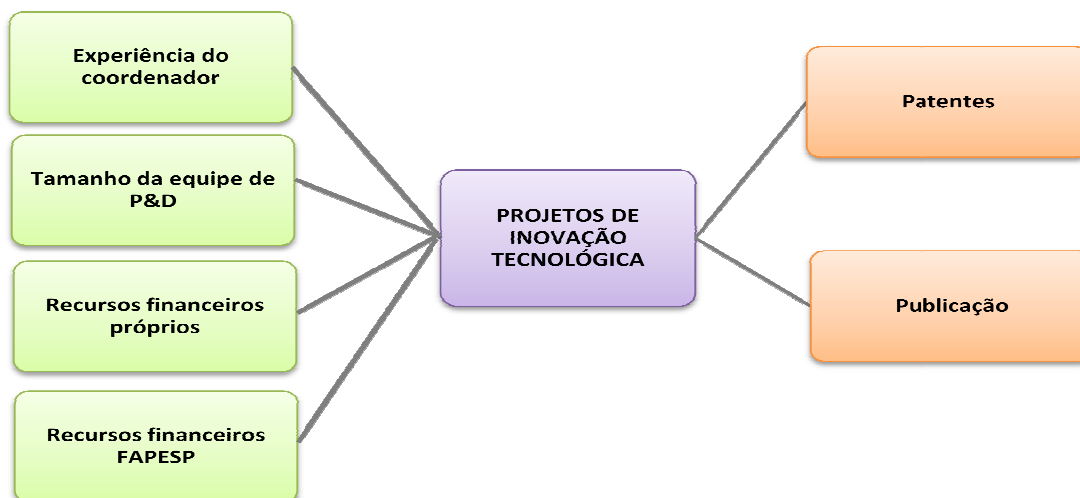 Experiência do
coordenador
Tamanho da equipe de
P&D
Recursos financeiros
próprios
Recursos financeiros
FAPESP
PROJETOS DE
INOVAÇÃO
TECNOLÓGICA
Patentes
Publicação